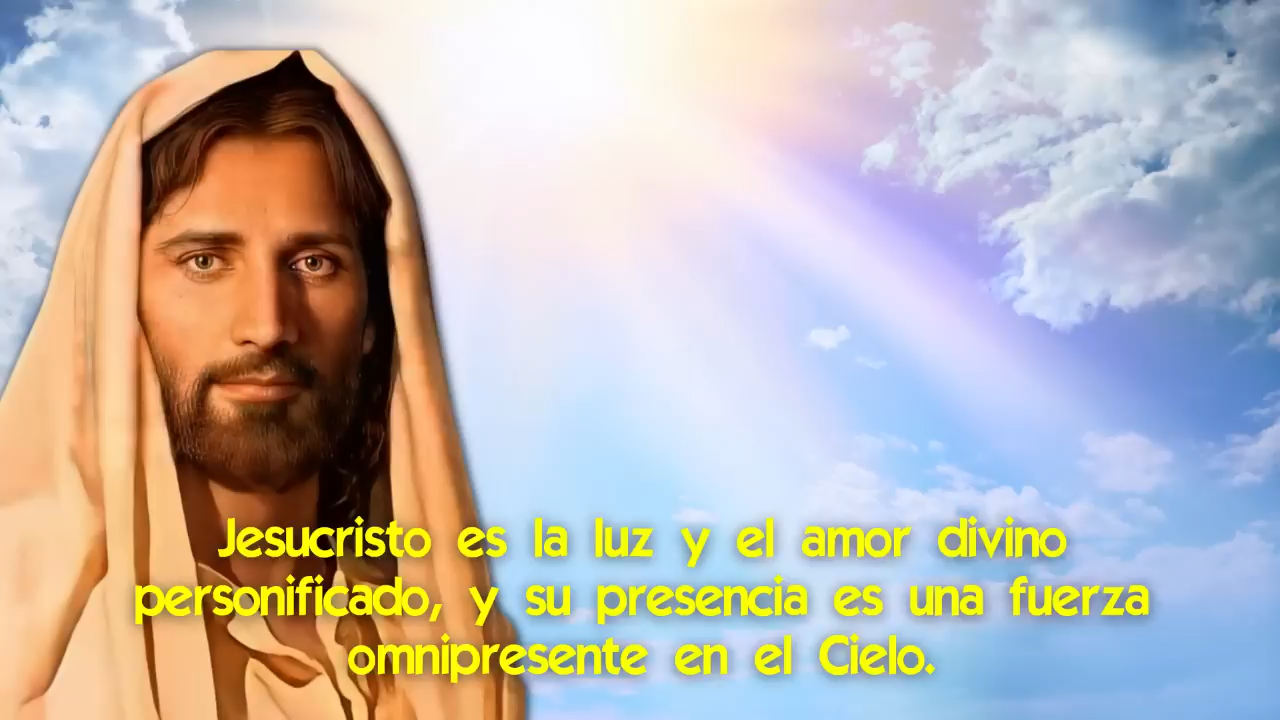 Jesucristo es la luz y el amor divino
personificado, y su presencia es una fuerza
omnipresente en el Cielo.